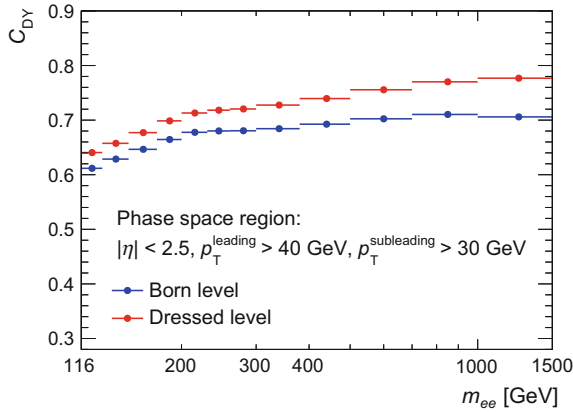 C_DY
0.9
0.8
0.7
0.6
0.5
0.4
0.3
Phase space region:
|η| < 2.5, p_T^leading > 40 GeV, p_T^subleading > 30 GeV
Born level
Dressed level
116 200 300 400 1000 1500
m_ee [GeV]